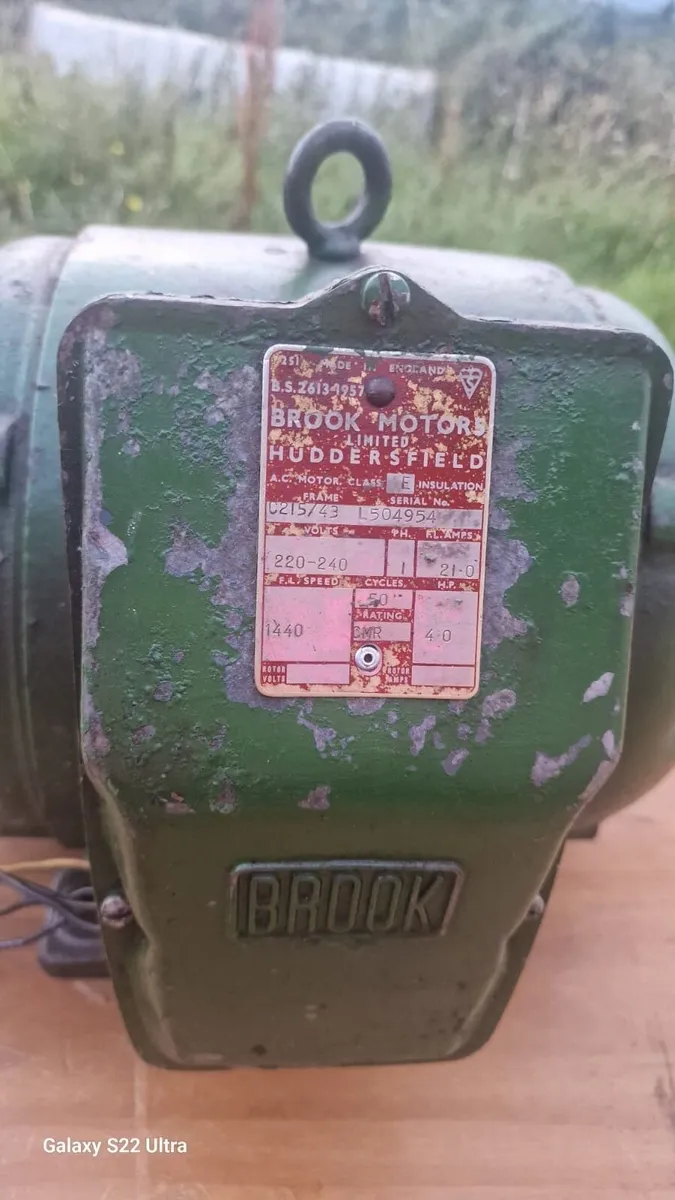 251 MADE IN ENGLAND
B.S. 2613-1957
BROOK MOTORS
LIMITED
HUDDERSFIELD
A.C. MOTOR. CLASS E INSULATION
FRAME SERIAL No.
C215/43 L504954
VOLTS PH. F.L. AMPS
220-240 1 21-0
F.L. SPEED CYCLES. H.P.
50
RATING
1440 CMR 4-0
ROTOR VOLTS ROTOR AMPS
BROOK
Galaxy S22 Ultra